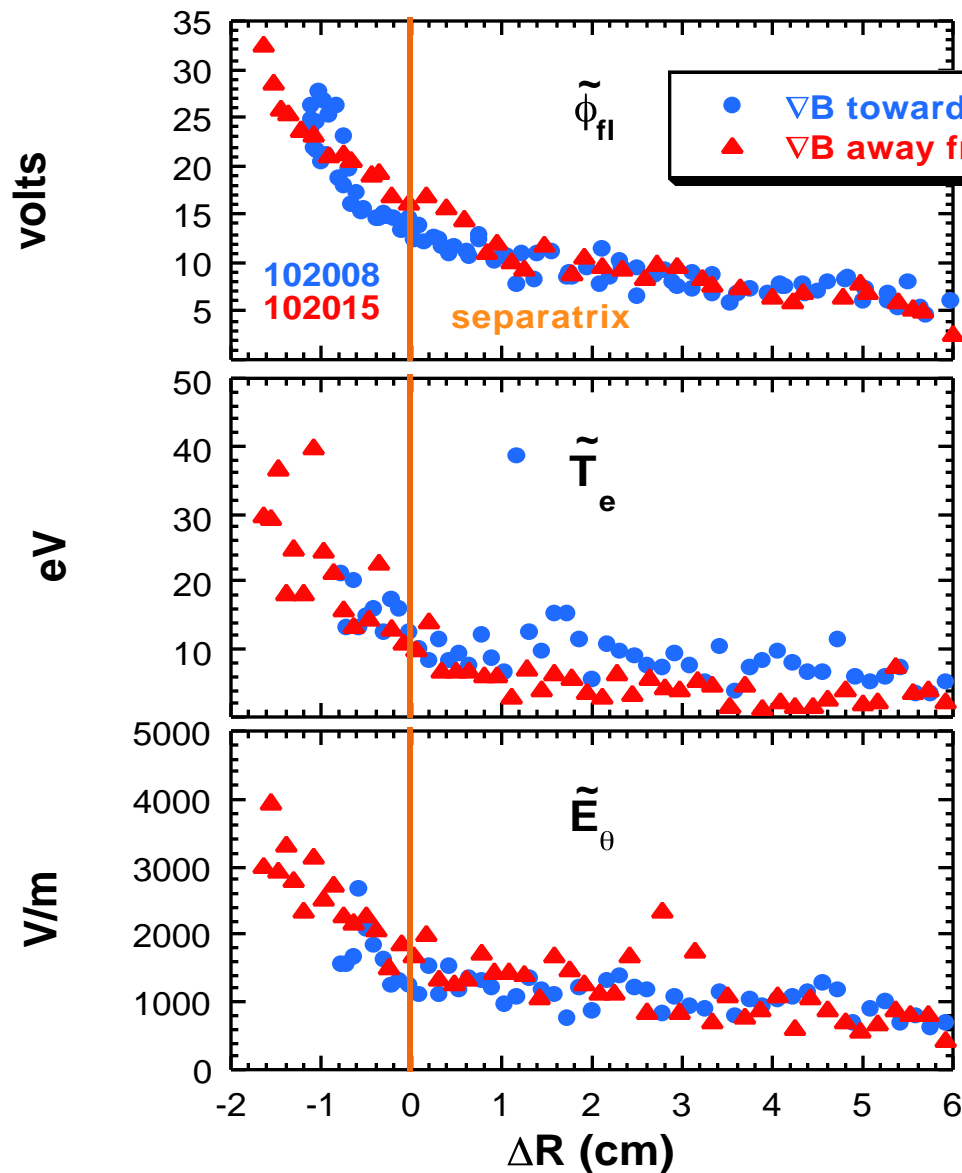 35
30
25
20
15
10
5
volts
φ̃fl
∇B toward
∇B away fr
102008
102015
separatrix
50
40
30
20
10
eV
T̃e
5000
4000
3000
2000
1000
0
V/m
Ẽθ
-2 -1 0 1 2 3 4 5 6
ΔR (cm)